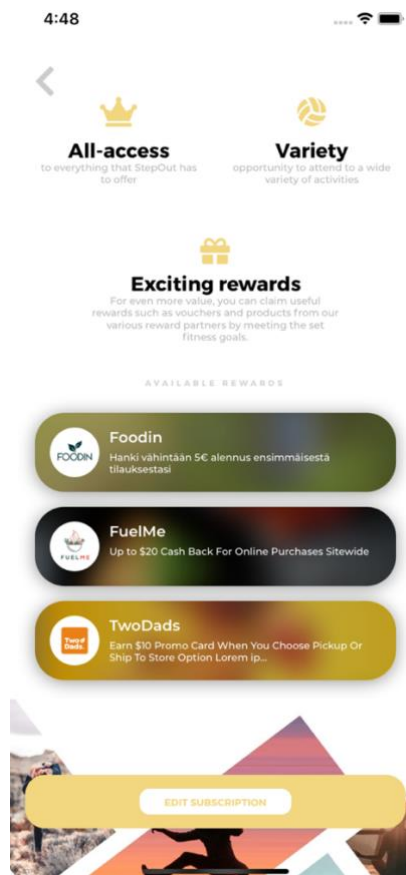 4:48
All-access
to everything that StepOut has
to offer
Variety
opportunity to attend to a wide
variety of activities
Exciting rewards
For even more value, you can claim useful
rewards such as vouchers and products from our
various reward partners by meeting the set
fitness goals.
AVAILABLE REWARDS
FOODIN
Foodin
Hanki vähintään 5€ alennus ensimmäisestä
tilauksestasi
FUELME
FuelMe
Up to $20 Cash Back For Online Purchases Sitewide
Two
Dads.
TwoDads
Earn $10 Promo Card When You Choose Pickup Or
Ship To Store Option Lorem ip...
EDIT SUBSCRIPTION